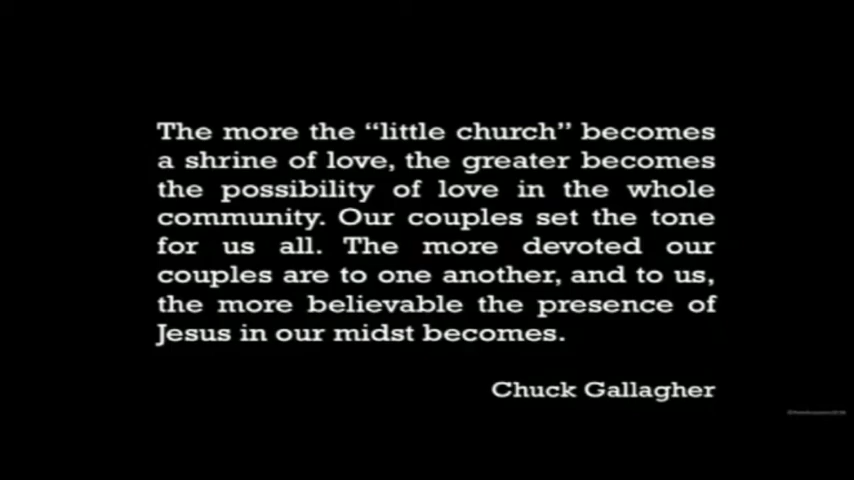 The more the “little church” becomes
a shrine of love, the greater becomes
the possibility of love in the whole
community. Our couples set the tone
for us all. The more devoted our
couples are to one another, and to us,
the more believable the presence of
Jesus in our midst becomes.
Chuck Gallagher